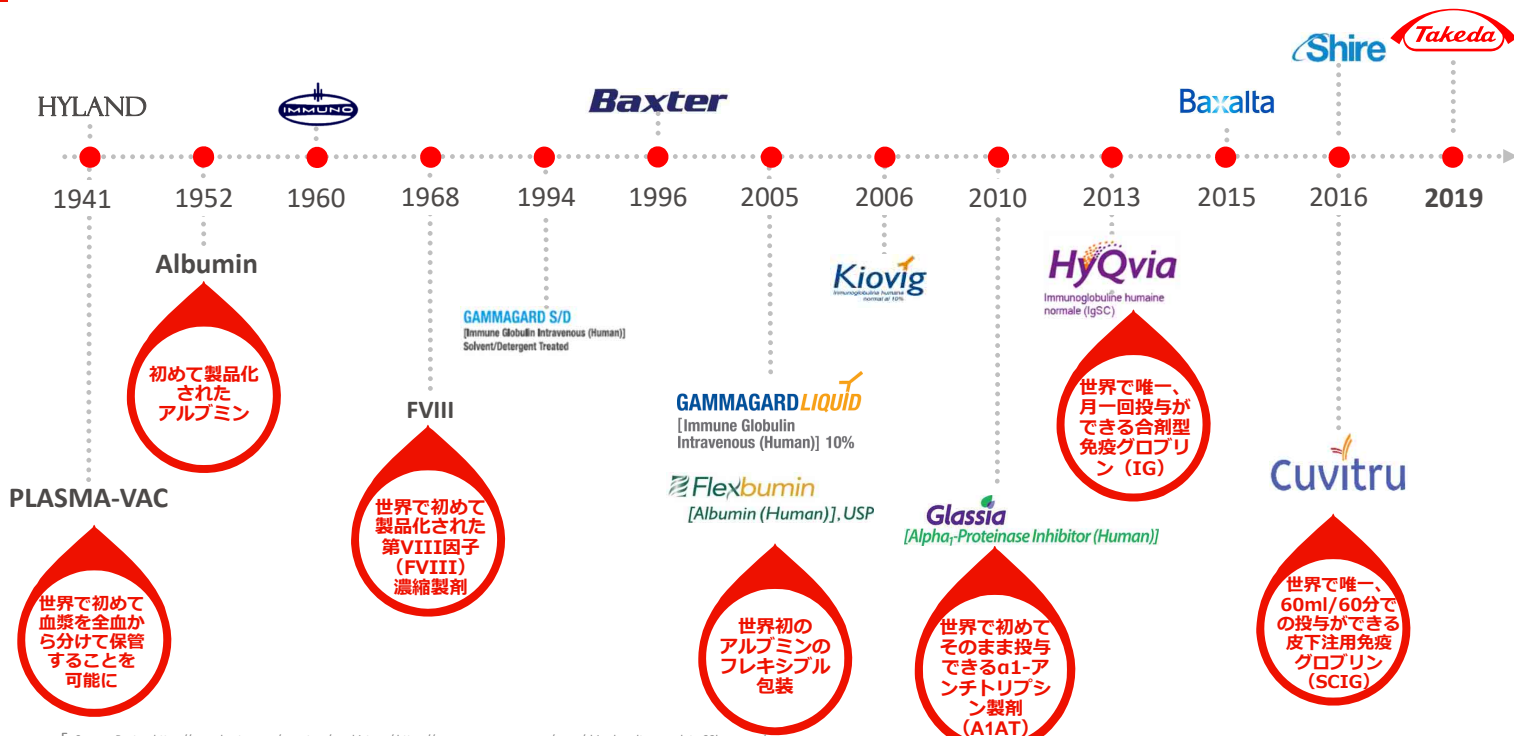 HYLAND
IMMUNO
Baxter
Baxalta
Shire
Takeda
1941
1952
1960
1968
1994
1996
2005
2006
2010
2013
2015
2016
2019
PLASMA-VAC
世界で初めて
血漿を全血か
ら分けて保管
することを
可能に
Albumin
初めて製品化
された
アルブミン
FVIII
世界で初めて
製品化された
第VIII因子
（FVIII）
濃縮製剤
GAMMAGARD S/D
[Immune Globulin Intravenous (Human)]
Solvent/Detergent Treated
GAMMAGARD LIQUID
[Immune Globulin
Intravenous (Human)] 10%
Flexbumin
[Albumin (Human)], USP
世界初の
アルブミンの
フレキシブル
包装
Kiovig
Immunoglobuline humaine
normal at 10%
Glassia
[Alpha₁-Proteinase Inhibitor (Human)]
世界で初めて
そのまま投与
できるα1-ア
ンチトリプシ
ン製剤
（A1AT）
HyQvia
Immunoglobuline humaine
normale (IgSC)
世界で唯一、
月一回投与が
できる合剤型
免疫グロブリ
ン（IG）
Cuvitru
世界で唯一、
60ml/60分で
の投与ができる
皮下注用免疫
グロブリン
（SCIG）